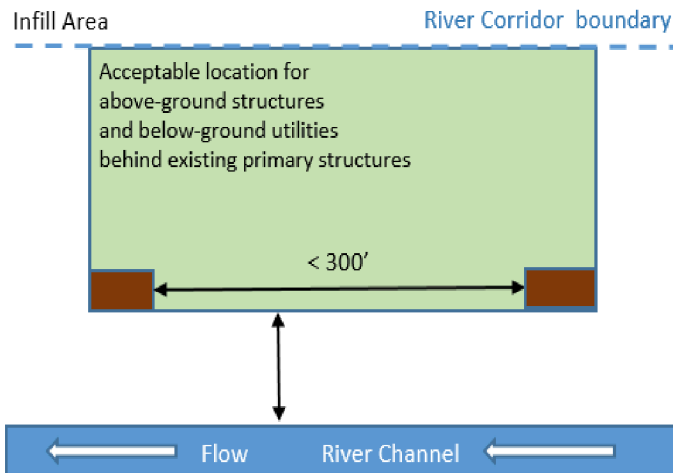 Infill Area
River Corridor boundary
Acceptable location for
above-ground structures
and below-ground utilities
behind existing primary structures
< 300’
Flow
River Channel